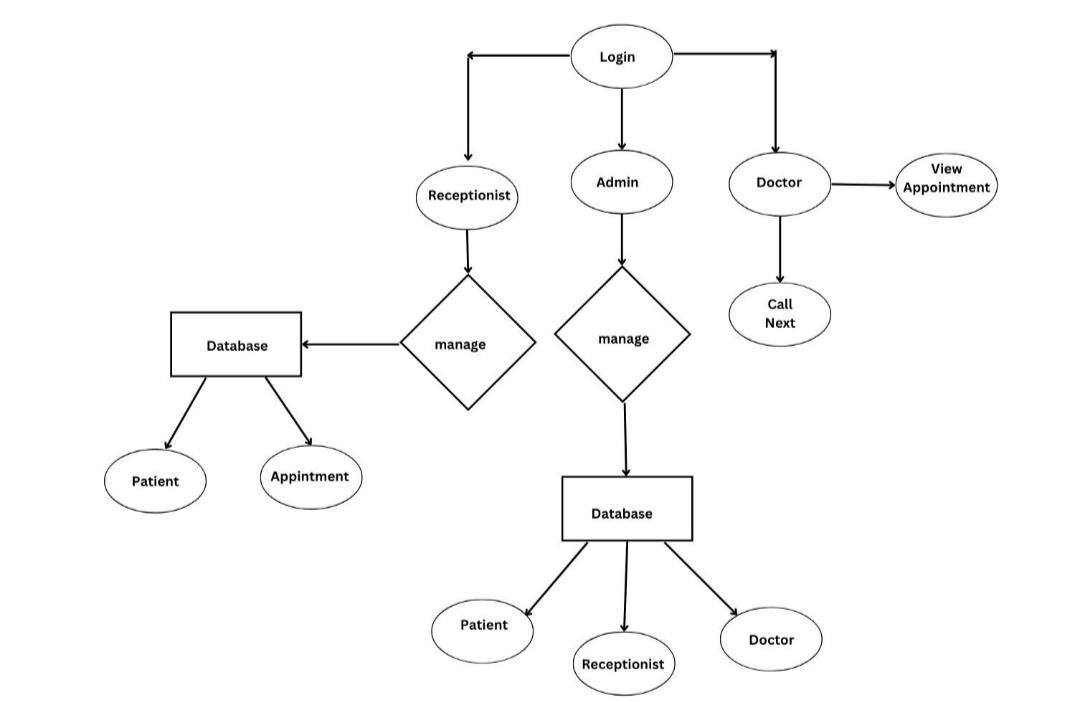 Login
Receptionist
Admin
Doctor
View
Appointment
Call
Next
manage
manage
Database
Patient
Appintment
Database
Patient
Receptionist
Doctor